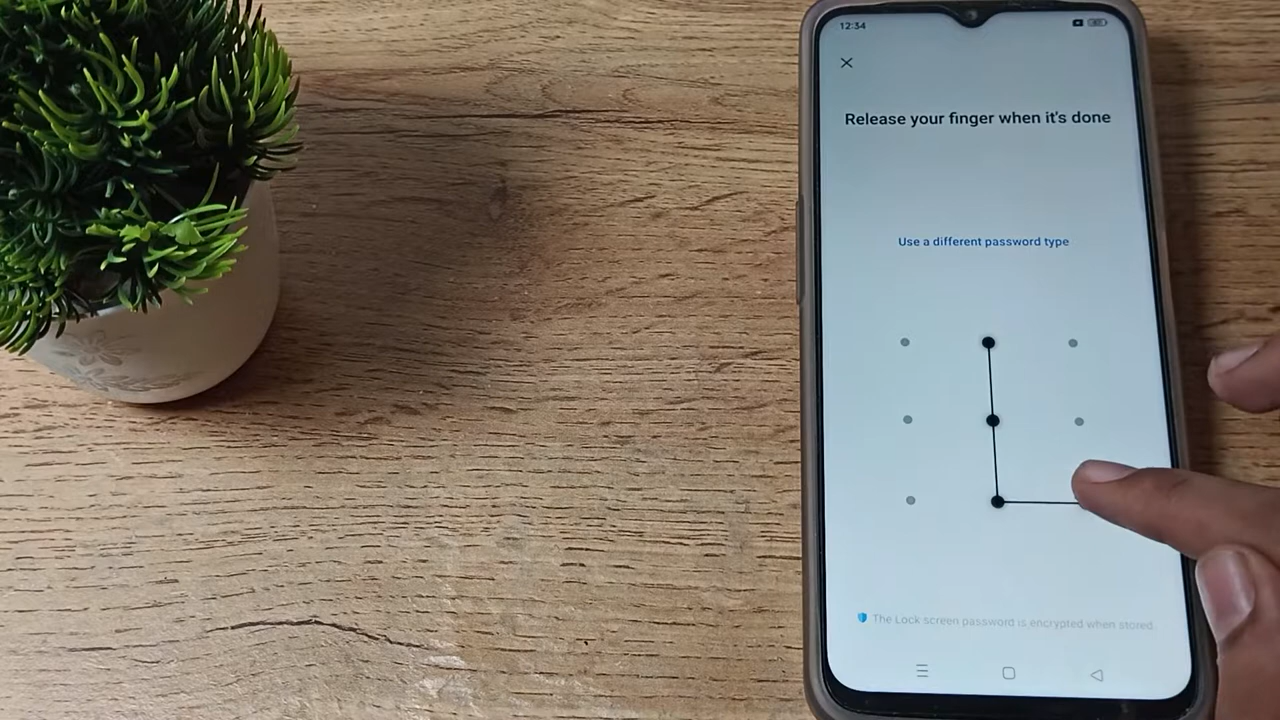 12:34
Release your finger when it's done
Use a different password type
The Lock screen password is encrypted when stored.